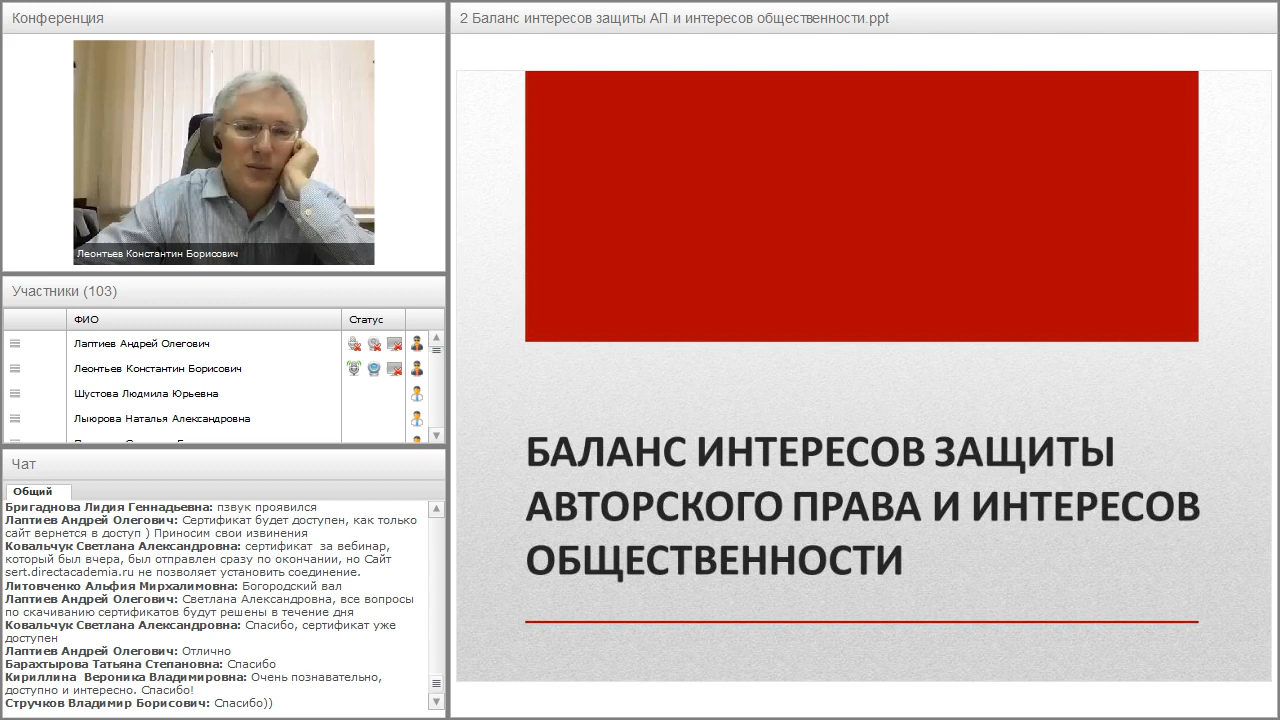 Конференция
Леонтьев Константин Борисович
Участники (103)
ФИО Статус
Лаптиев Андрей Олегович
Леонтьев Константин Борисович
Шустова Людмила Юрьевна
Лыюрова Наталья Александровна
Чат
Общий
Бригаднова Лидия Геннадьевна: пзвук проявился
Лаптиев Андрей Олегович: Сертификат будет доступен, как только
сайт вернется в доступ ) Приносим свои извинения
Ковальчук Светлана Александровна: сертификат за вебинар,
который был вчера, был отправлен сразу по окончании, но Сайт
sert.directacademia.ru не позволяет установить соединение.
Литовченко Альфия Мирхалимовна: Богородский вал
Лаптиев Андрей Олегович: Светлана Александровна, все вопросы
по скачиванию сертификатов будут решены в течение дня
Ковальчук Светлана Александровна: Спасибо, сертификат уже
доступен
Лаптиев Андрей Олегович: Отлично
Барахтырова Татьяна Степановна: Спасибо
Кириллина Вероника Владимировна: Очень познавательно,
доступно и интересно. Спасибо!
Стручков Владимир Борисович: Спасибо))
2 Баланс интересов защиты АП и интересов общественности.ppt
БАЛАНС ИНТЕРЕСОВ ЗАЩИТЫ
АВТОРСКОГО ПРАВА И ИНТЕРЕСОВ
ОБЩЕСТВЕННОСТИ